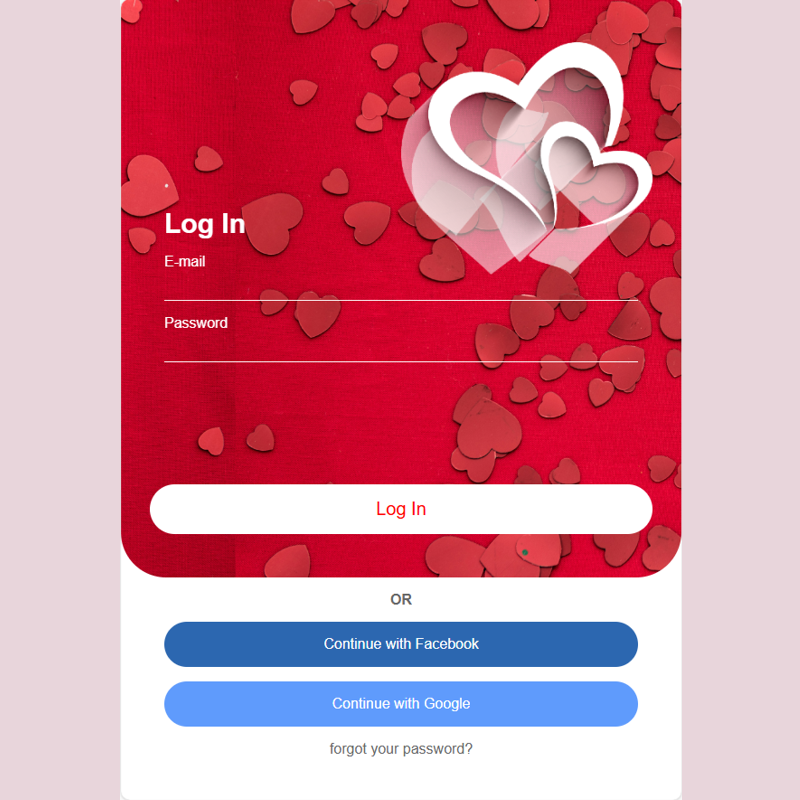 Log In
E-mail
Password
Log In
OR
Continue with Facebook
Continue with Google
forgot your password?